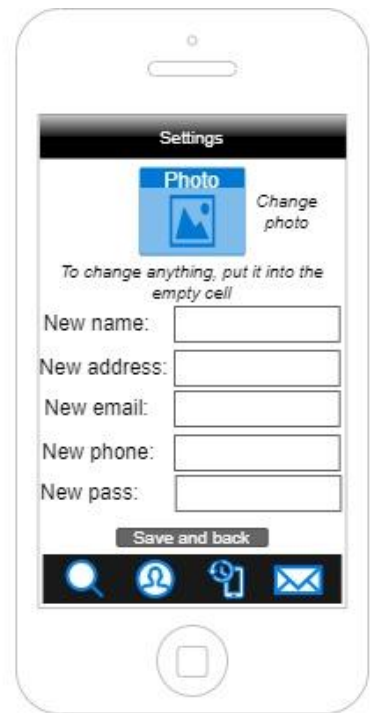 Settings
Photo
Change
photo
To change anything, put it into the
empty cell
New name:
New address:
New email:
New phone:
New pass:
Save and back